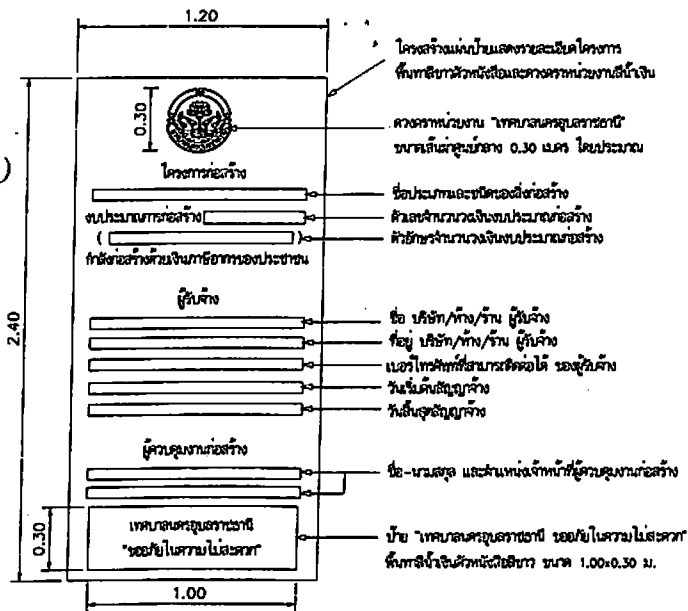 1.20
โครงสร้างแผ่นป้ายแสดงรายละเอียดโครงการ
พื้นทาสีขาวตัวหนังสือและดวงตราหน่วยงานสีน้ำเงิน
0.30
ดวงตราหน่วยงาน "เทศบาลนครอุบลราชธานี"
ขนาดเส้นผ่าศูนย์กลาง 0.30 เมตร โดยประมาณ
โครงการก่อสร้าง
ชื่อประเภทและชนิดของสิ่งก่อสร้าง
งบประมาณการก่อสร้าง
ตัวเลขจำนวนวงเงินงบประมาณก่อสร้าง
( )
ตัวอักษรจำนวนวงเงินงบประมาณก่อสร้าง
กำลังก่อสร้างด้วยเงินภาษีอากรของประชาชน
2.40
ผู้รับจ้าง
ชื่อ บริษัท/ห้าง/ร้าน ผู้รับจ้าง
ที่อยู่ บริษัท/ห้าง/ร้าน ผู้รับจ้าง
เบอร์โทรศัพท์ที่สามารถติดต่อได้ ของผู้รับจ้าง
วันเริ่มต้นสัญญาจ้าง
วันสิ้นสุดสัญญาจ้าง
ผู้ควบคุมงานก่อสร้าง
ชื่อ-นามสกุล และตำแหน่งเจ้าหน้าที่ผู้ควบคุมงานก่อสร้าง
0.30
เทศบาลนครอุบลราชธานี
"ขออภัยในความไม่สะดวก"
ป้าย "เทศบาลนครอุบลราชธานี ขออภัยในความไม่สะดวก"
พื้นทาสีน้ำเงินตัวหนังสือสีขาว ขนาด 1.00x0.30 ม.
1.00